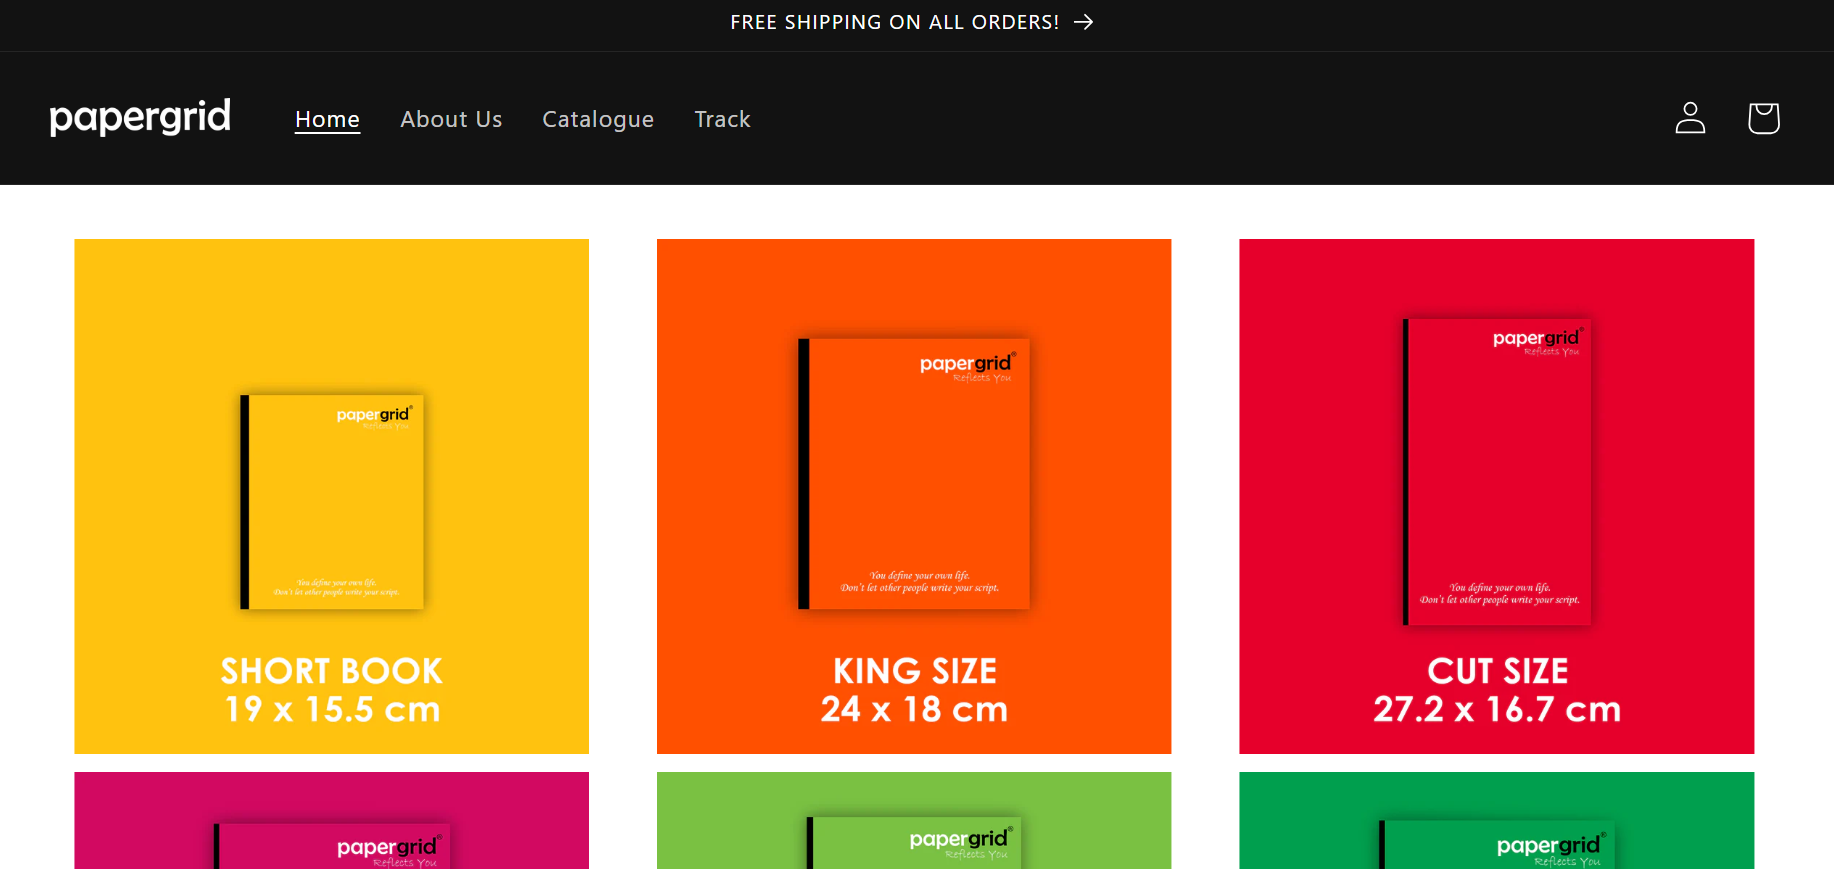 FREE SHIPPING ON ALL ORDERS!
papergrid
Home
About Us
Catalogue
Track
papergrid®
Reflects You
You define your own life.
Don't let other people write your script.
SHORT BOOK
19 x 15.5 cm
papergrid®
Reflects You
You define your own life.
Don't let other people write your script.
KING SIZE
24 x 18 cm
papergrid®
Reflects You
You define your own life.
Don't let other people write your script.
CUT SIZE
27.2 x 16.7 cm
papergrid®
Reflects You
papergrid®
Reflects You
papergrid®
Reflects You